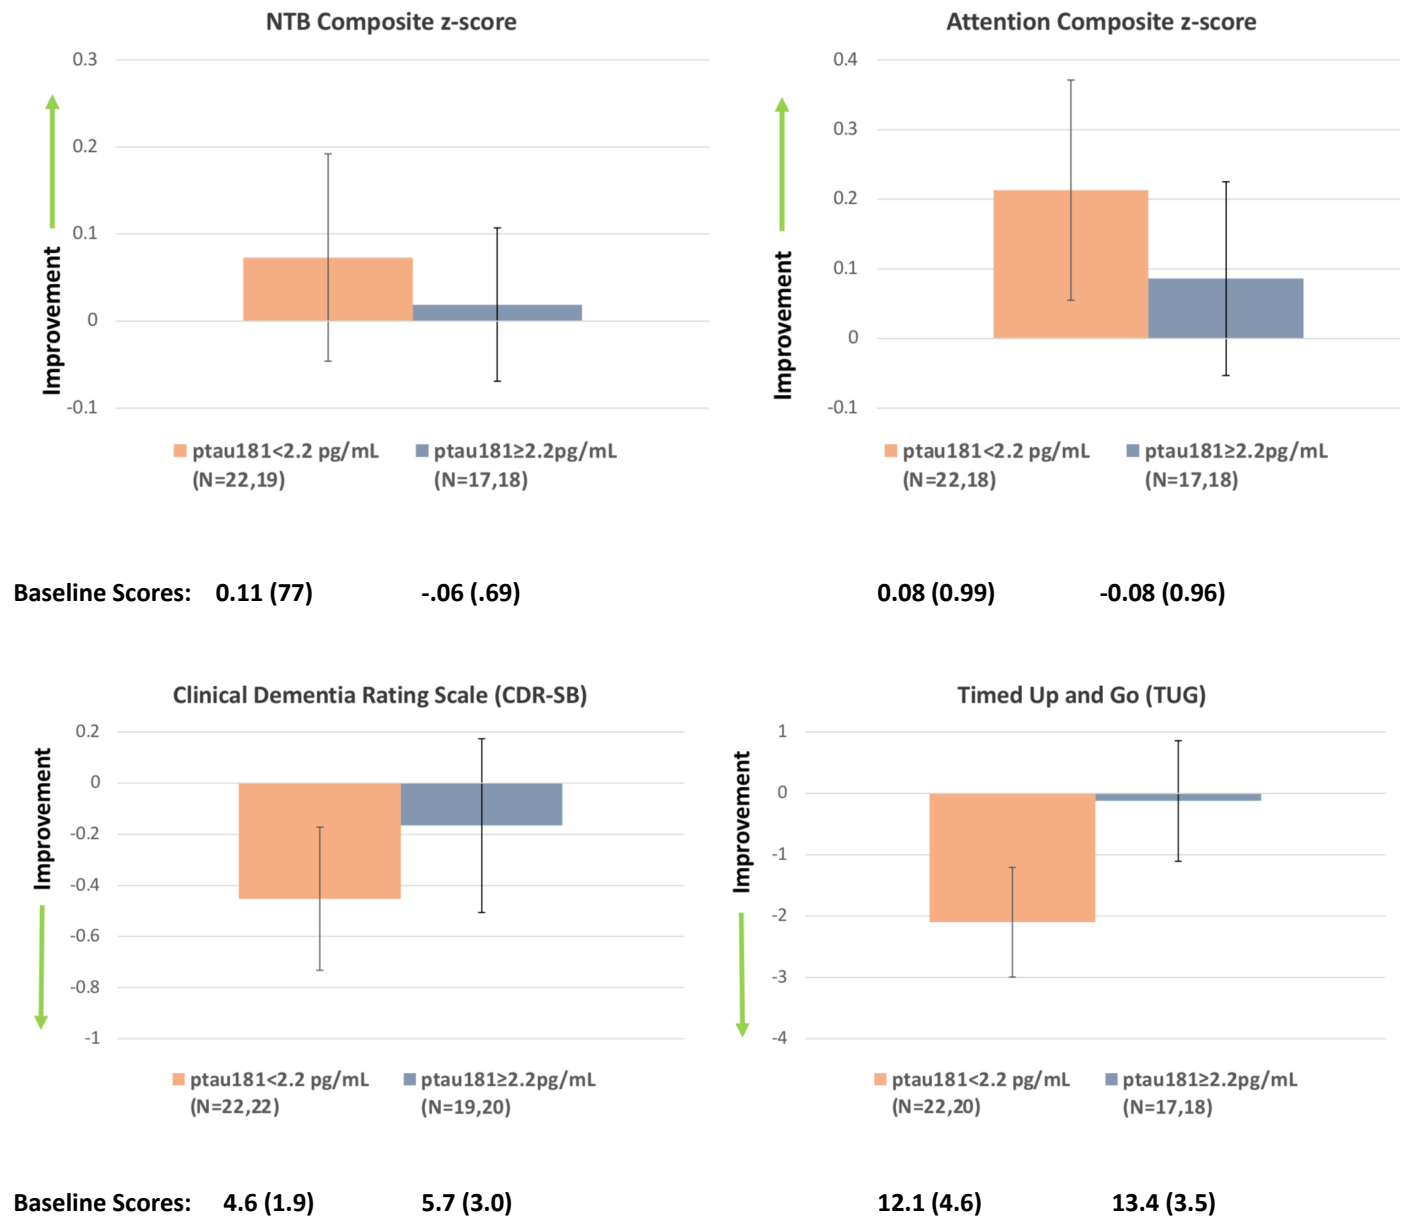 NTB Composite z-score
0.3
0.2
0.1
0
-0.1
Improvement
ptau181<2.2 pg/mL
(N=22,19)
ptau181≥2.2pg/mL
(N=17,18)
Attention Composite z-score
0.4
0.3
0.2
0.1
0
-0.1
Improvement
ptau181<2.2 pg/mL
(N=22,18)
ptau181≥2.2pg/mL
(N=17,18)
Baseline Scores: 0.11 (77) -.06 (.69) 0.08 (0.99) -0.08 (0.96)
Clinical Dementia Rating Scale (CDR-SB)
0.2
0
-0.2
-0.4
-0.6
-0.8
-1
Improvement
ptau181<2.2 pg/mL
(N=22,22)
ptau181≥2.2pg/mL
(N=19,20)
Timed Up and Go (TUG)
1
0
-1
-2
-3
-4
Improvement
ptau181<2.2 pg/mL
(N=22,20)
ptau181≥2.2pg/mL
(N=17,18)
Baseline Scores: 4.6 (1.9) 5.7 (3.0) 12.1 (4.6) 13.4 (3.5)